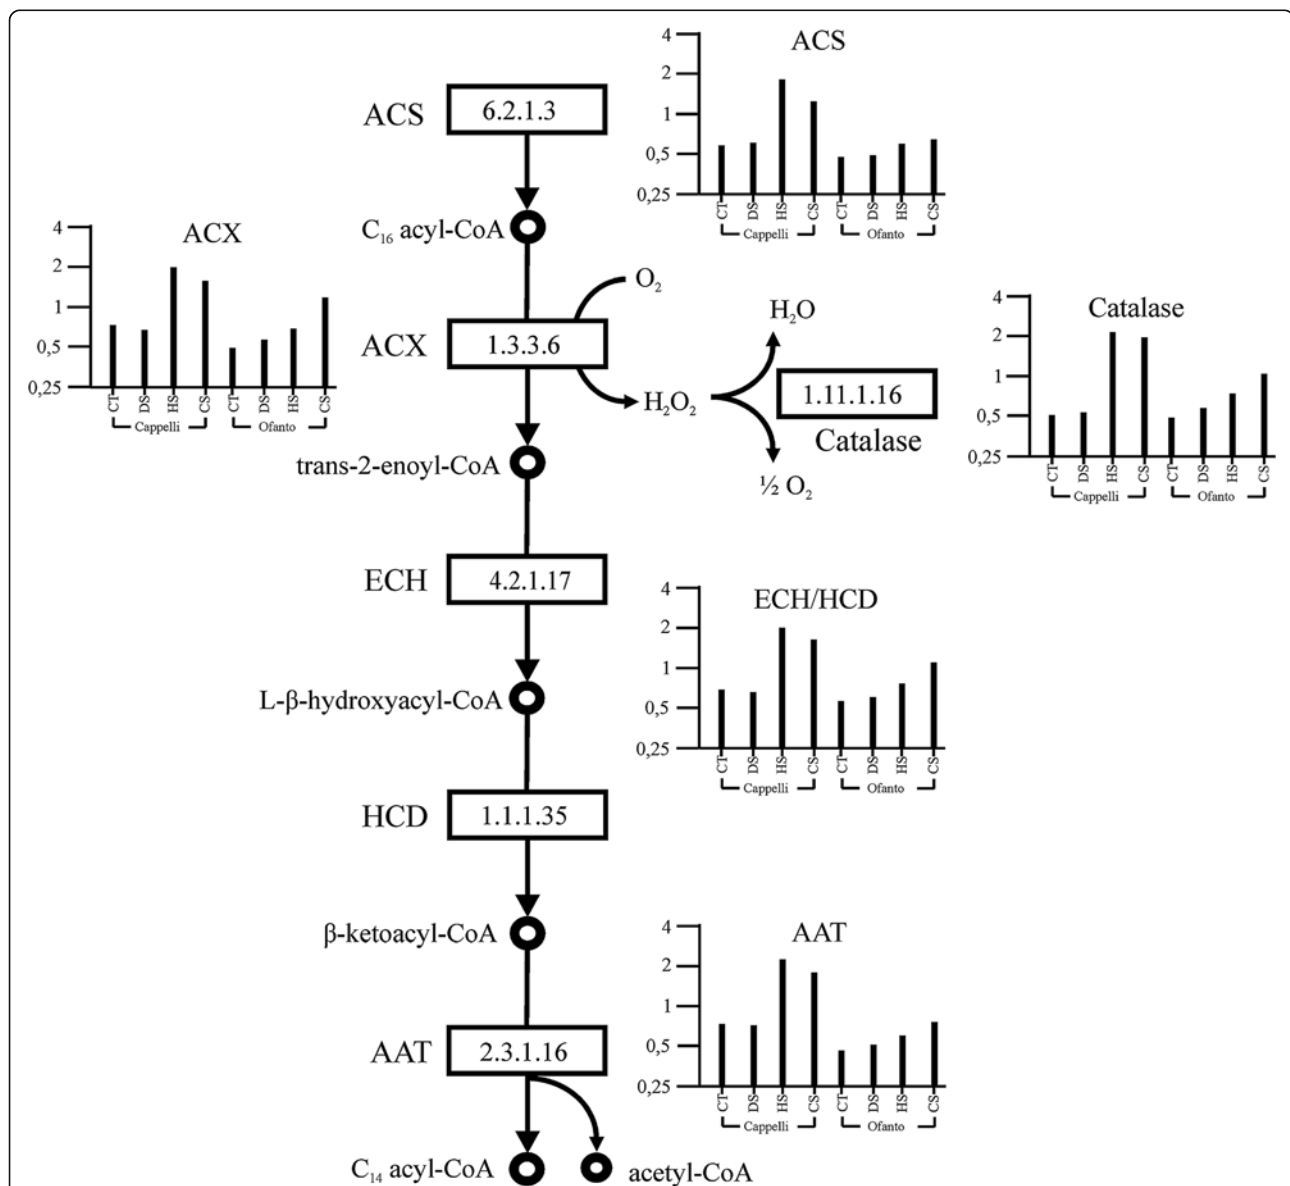 ACS
6.2.1.3
ACS
4
2
1
0,5
0,25
CT
DS
HS
CS
CT
DS
HS
CS
Cappelli
Ofanto
C₁₆ acyl-CoA
ACX
4
2
1
0,5
0,25
CT
DS
HS
CS
CT
DS
HS
CS
Cappelli
Ofanto
O₂
ACX
1.3.3.6
H₂O₂
H₂O
1.11.1.16
Catalase
½ O₂
Catalase
4
2
1
0,5
0,25
CT
DS
HS
CS
CT
DS
HS
CS
Cappelli
Ofanto
trans-2-enoyl-CoA
ECH
4.2.1.17
ECH/HCD
4
2
1
0,5
0,25
CT
DS
HS
CS
CT
DS
HS
CS
Cappelli
Ofanto
L-β-hydroxyacyl-CoA
HCD
1.1.1.35
β-ketoacyl-CoA
AAT
4
2
1
0,5
0,25
CT
DS
HS
CS
CT
DS
HS
CS
Cappelli
Ofanto
AAT
2.3.1.16
C₁₄ acyl-CoA
acetyl-CoA